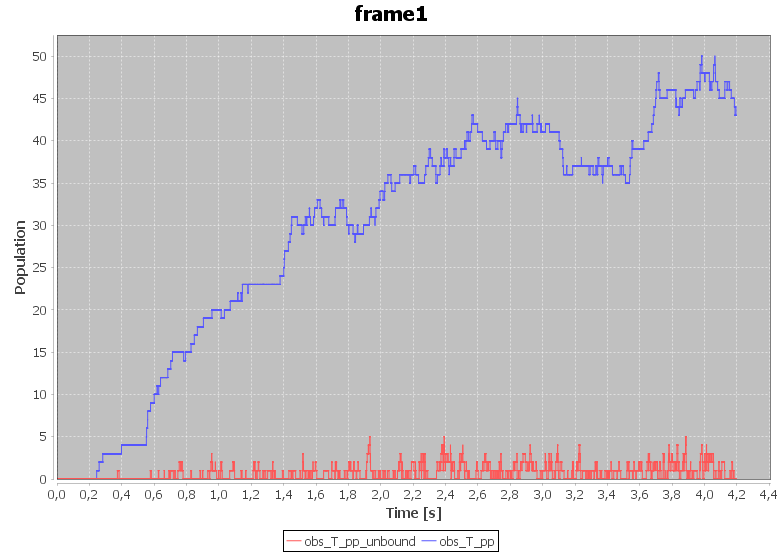 frame1
Population
50
45
40
35
30
25
20
15
10
5
0
0,0 0,2 0,4 0,6 0,8 1,0 1,2 1,4 1,6 1,8 2,0 2,2 2,4 2,6 2,8 3,0 3,2 3,4 3,6 3,8 4,0 4,2 4,4
Time [s]
obs_T_pp_unbound obs_T_pp